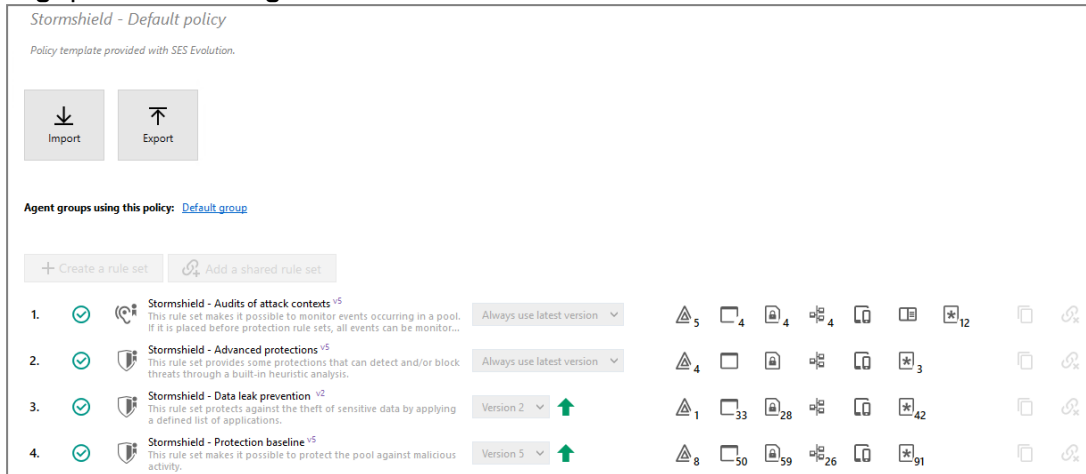 Stormshield - Default policy
Policy template provided with SES Evolution.
Import
Export
Agent groups using this policy: Default group
+ Create a rule set
Add a shared rule set
1. Stormshield - Audits of attack contexts v5
This rule set makes it possible to monitor events occurring in a pool.
If it is placed before protection rule sets, all events can be monitor...
Always use latest version
5 4 4 4 12
2. Stormshield - Advanced protections v5
This rule set provides some protections that can detect and/or block
threats through a built-in heuristic analysis.
Always use latest version
4 3
3. Stormshield - Data leak prevention v2
This rule set protects against the theft of sensitive data by applying
a defined list of applications.
Version 2
1 33 28 42
4. Stormshield - Protection baseline v5
This rule set makes it possible to protect the pool against malicious
activity.
Version 5
8 50 59 26 91